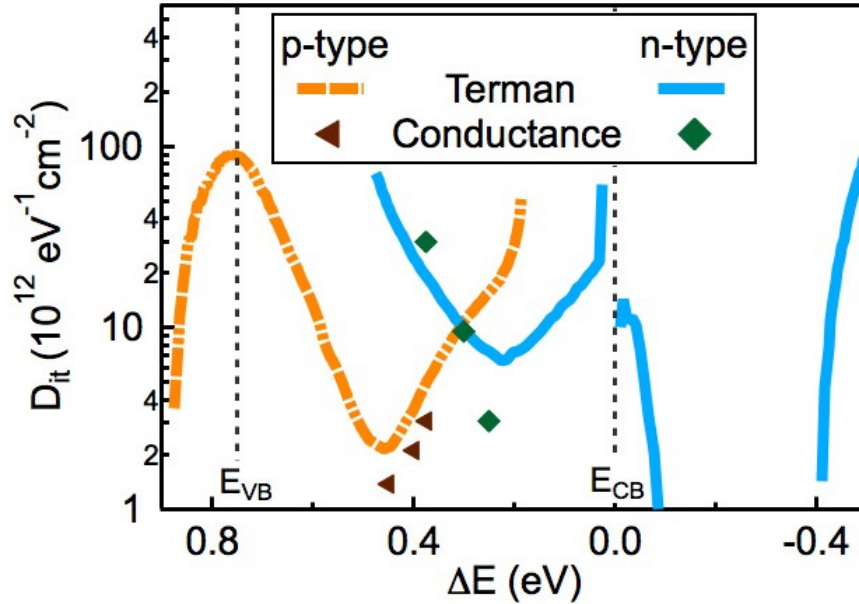 4
2
100
4
2
10
4
2
1
D_it (10^12 eV^-1 cm^-2)
p-type n-type
Terman
Conductance
E_VB E_CB
0.8 0.4 0.0 -0.4
ΔE (eV)